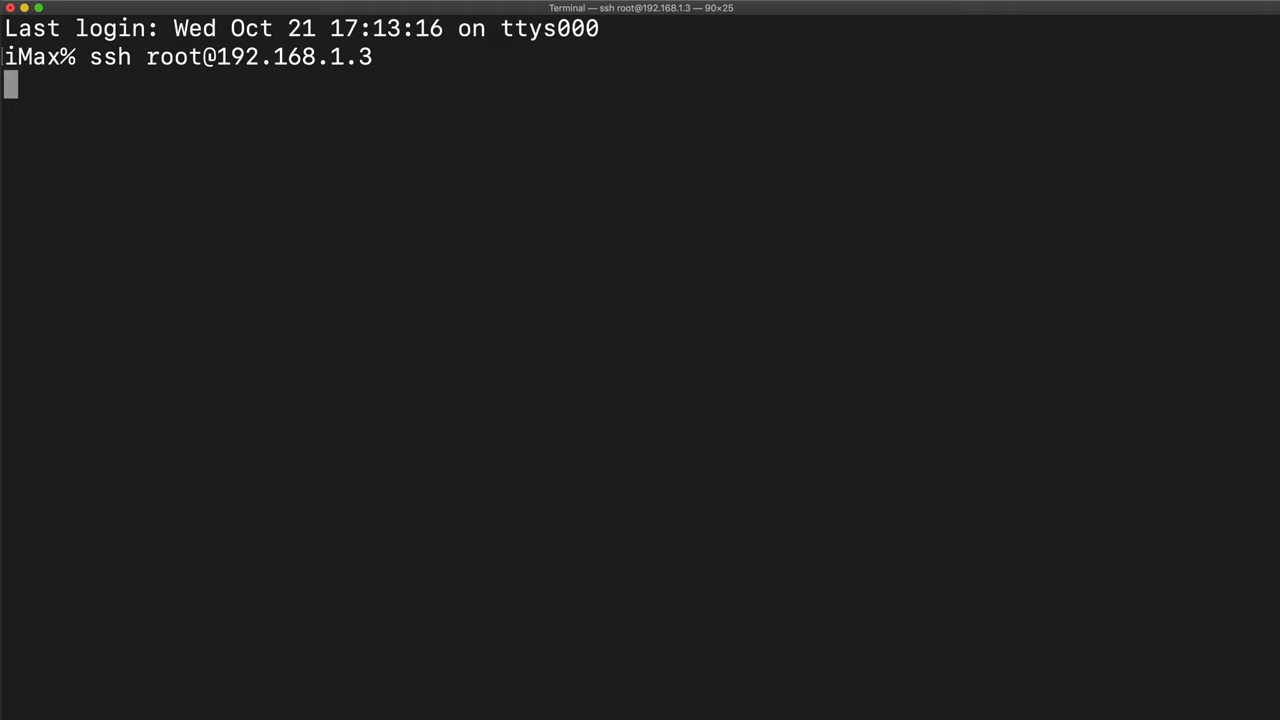 Terminal — ssh root@192.168.1.3 — 90×25
Last login: Wed Oct 21 17:13:16 on ttys000
iMax% ssh root@192.168.1.3